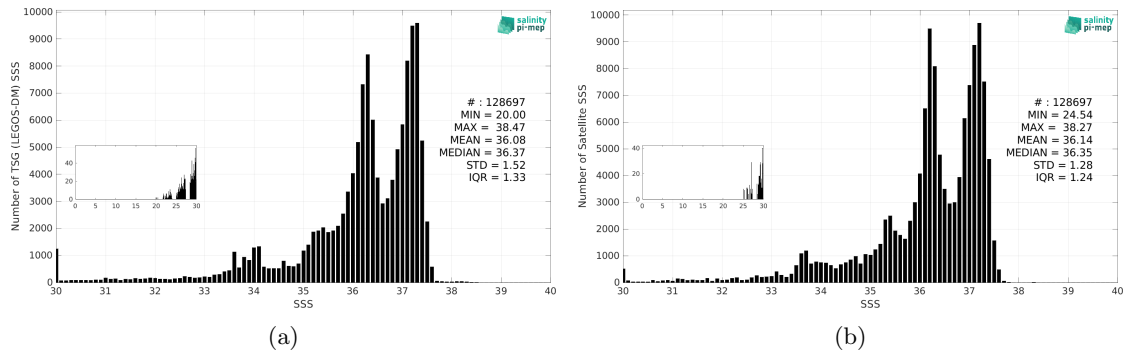 salinity
pi-mep
Number of TSG (LEGOS-DM) SSS
10000
9000
8000
7000
6000
5000
4000
3000
2000
1000
0
# : 128697
MIN = 20.00
MAX = 38.47
MEAN = 36.08
MEDIAN = 36.37
STD = 1.52
IQR = 1.33
40
20
0
0 5 10 15 20 25 30
30 31 32 33 34 35 36 37 38 39 40
SSS
(a)
salinity
pi-mep
Number of Satellite SSS
10000
9000
8000
7000
6000
5000
4000
3000
2000
1000
0
# : 128697
MIN = 24.54
MAX = 38.27
MEAN = 36.14
MEDIAN = 36.35
STD = 1.28
IQR = 1.24
40
20
0
0 5 10 15 20 25 30
30 31 32 33 34 35 36 37 38 39 40
SSS
(b)